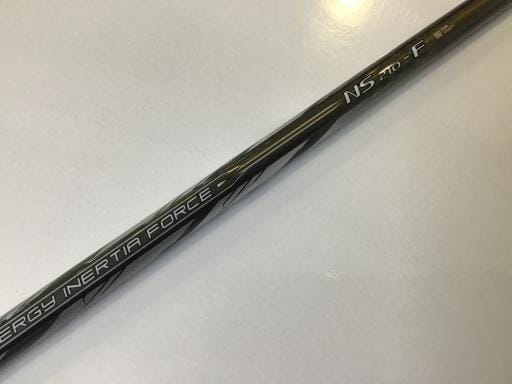 ERGY INERTIA FORCE -
NS 210 - F